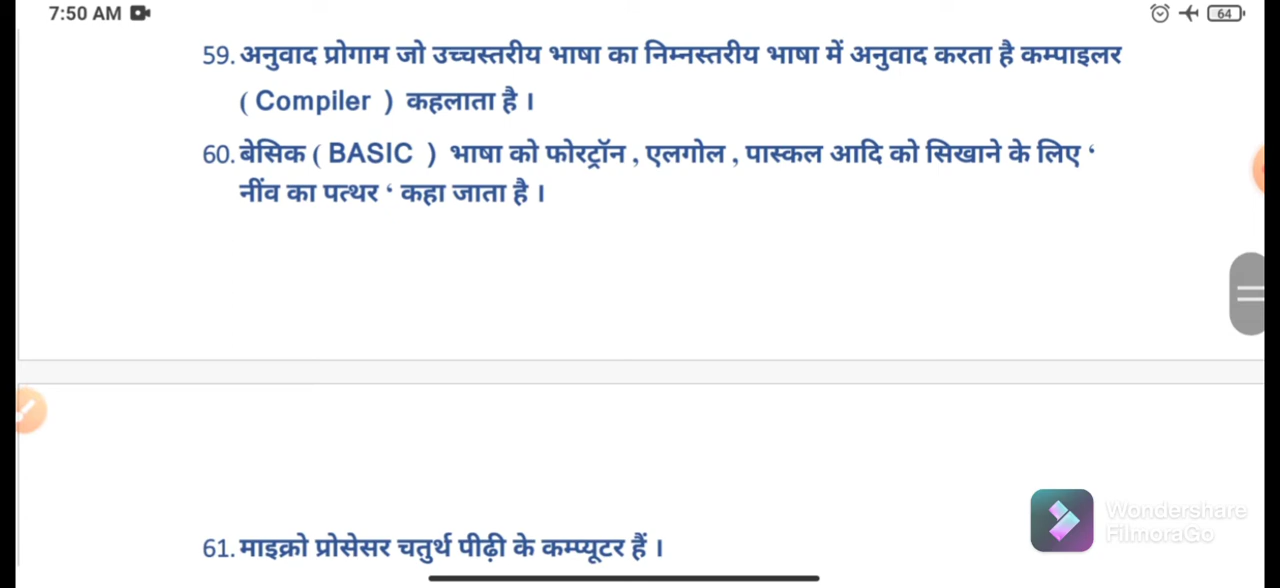 7:50 AM
64
59. अनुवाद प्रोगाम जो उच्चस्तरीय भाषा का निम्नस्तरीय भाषा में अनुवाद करता है कम्पाइलर
( Compiler ) कहलाता है ।
60. बेसिक ( BASIC ) भाषा को फोरट्रॉन , एलगोल , पास्कल आदि को सिखाने के लिए ‘
नींव का पत्थर ‘ कहा जाता है ।
Wondershare
FilmoraGo
61. माइक्रो प्रोसेसर चतुर्थ पीढ़ी के कम्प्यूटर हैं ।